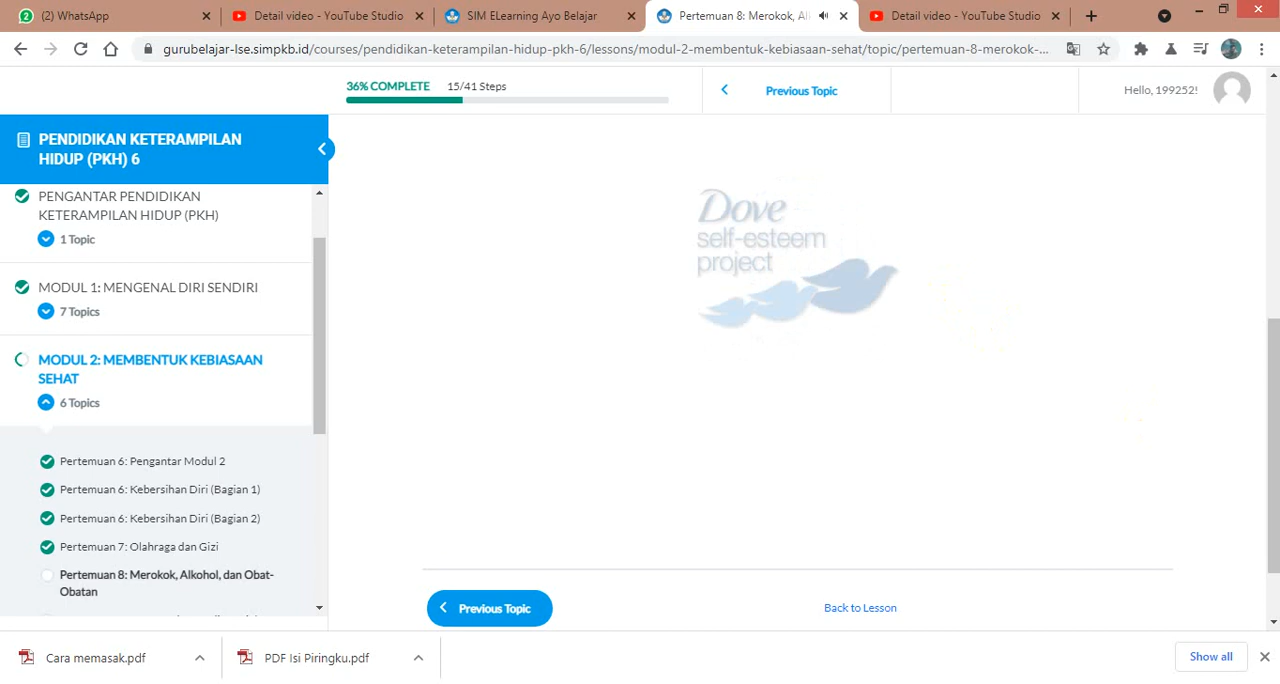 (2) WhatsApp
Detail video - YouTube Studio
SIM ELearning Ayo Belajar
Pertemuan 8: Merokok, Al
Detail video - YouTube Studio
gurubelajar-lse.simpkb.id/courses/pendidikan-keterampilan-hidup-pkh-6/lessons/modul-2-membentuk-kebiasaan-sehat/topic/pertemuan-8-merokok-...
36% COMPLETE 15/41 Steps
Previous Topic
Hello, 199252!
PENDIDIKAN KETERAMPILAN
HIDUP (PKH) 6
PENGANTAR PENDIDIKAN
KETERAMPILAN HIDUP (PKH)
1 Topic
MODUL 1: MENGENAL DIRI SENDIRI
7 Topics
MODUL 2: MEMBENTUK KEBIASAAN
SEHAT
6 Topics
Pertemuan 6: Pengantar Modul 2
Pertemuan 6: Kebersihan Diri (Bagian 1)
Pertemuan 6: Kebersihan Diri (Bagian 2)
Pertemuan 7: Olahraga dan Gizi
Pertemuan 8: Merokok, Alkohol, dan Obat-
Obatan
Dove
self-esteem
project
Previous Topic
Back to Lesson
Cara memasak.pdf
PDF Isi Piringku.pdf
Show all